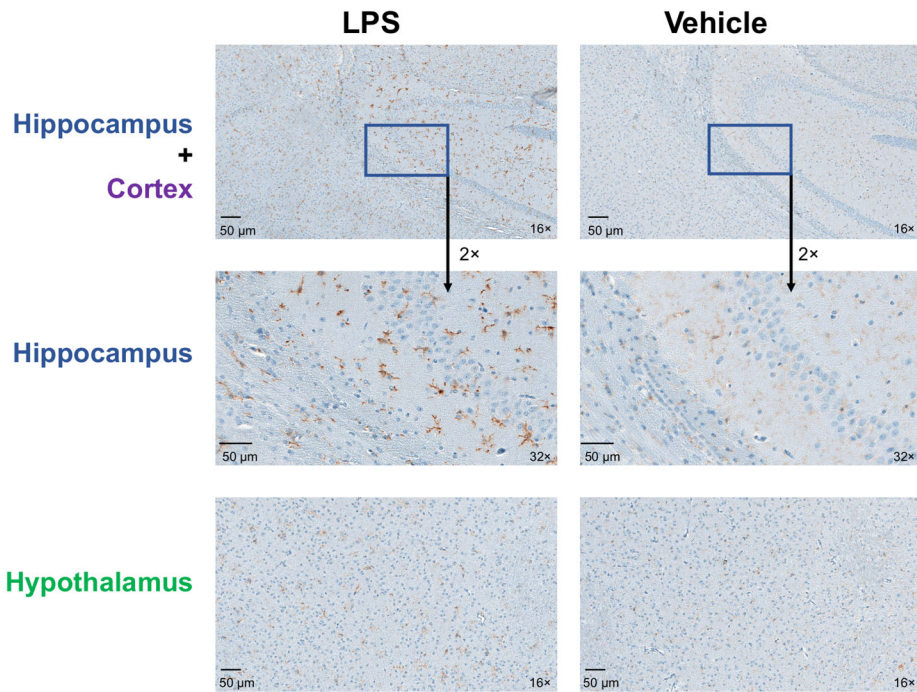 LPS
Vehicle
Hippocampus
+
Cortex
50 µm
16×
50 µm
16×
2×
2×
Hippocampus
50 µm
32×
50 µm
32×
Hypothalamus
50 µm
16×
50 µm
16×